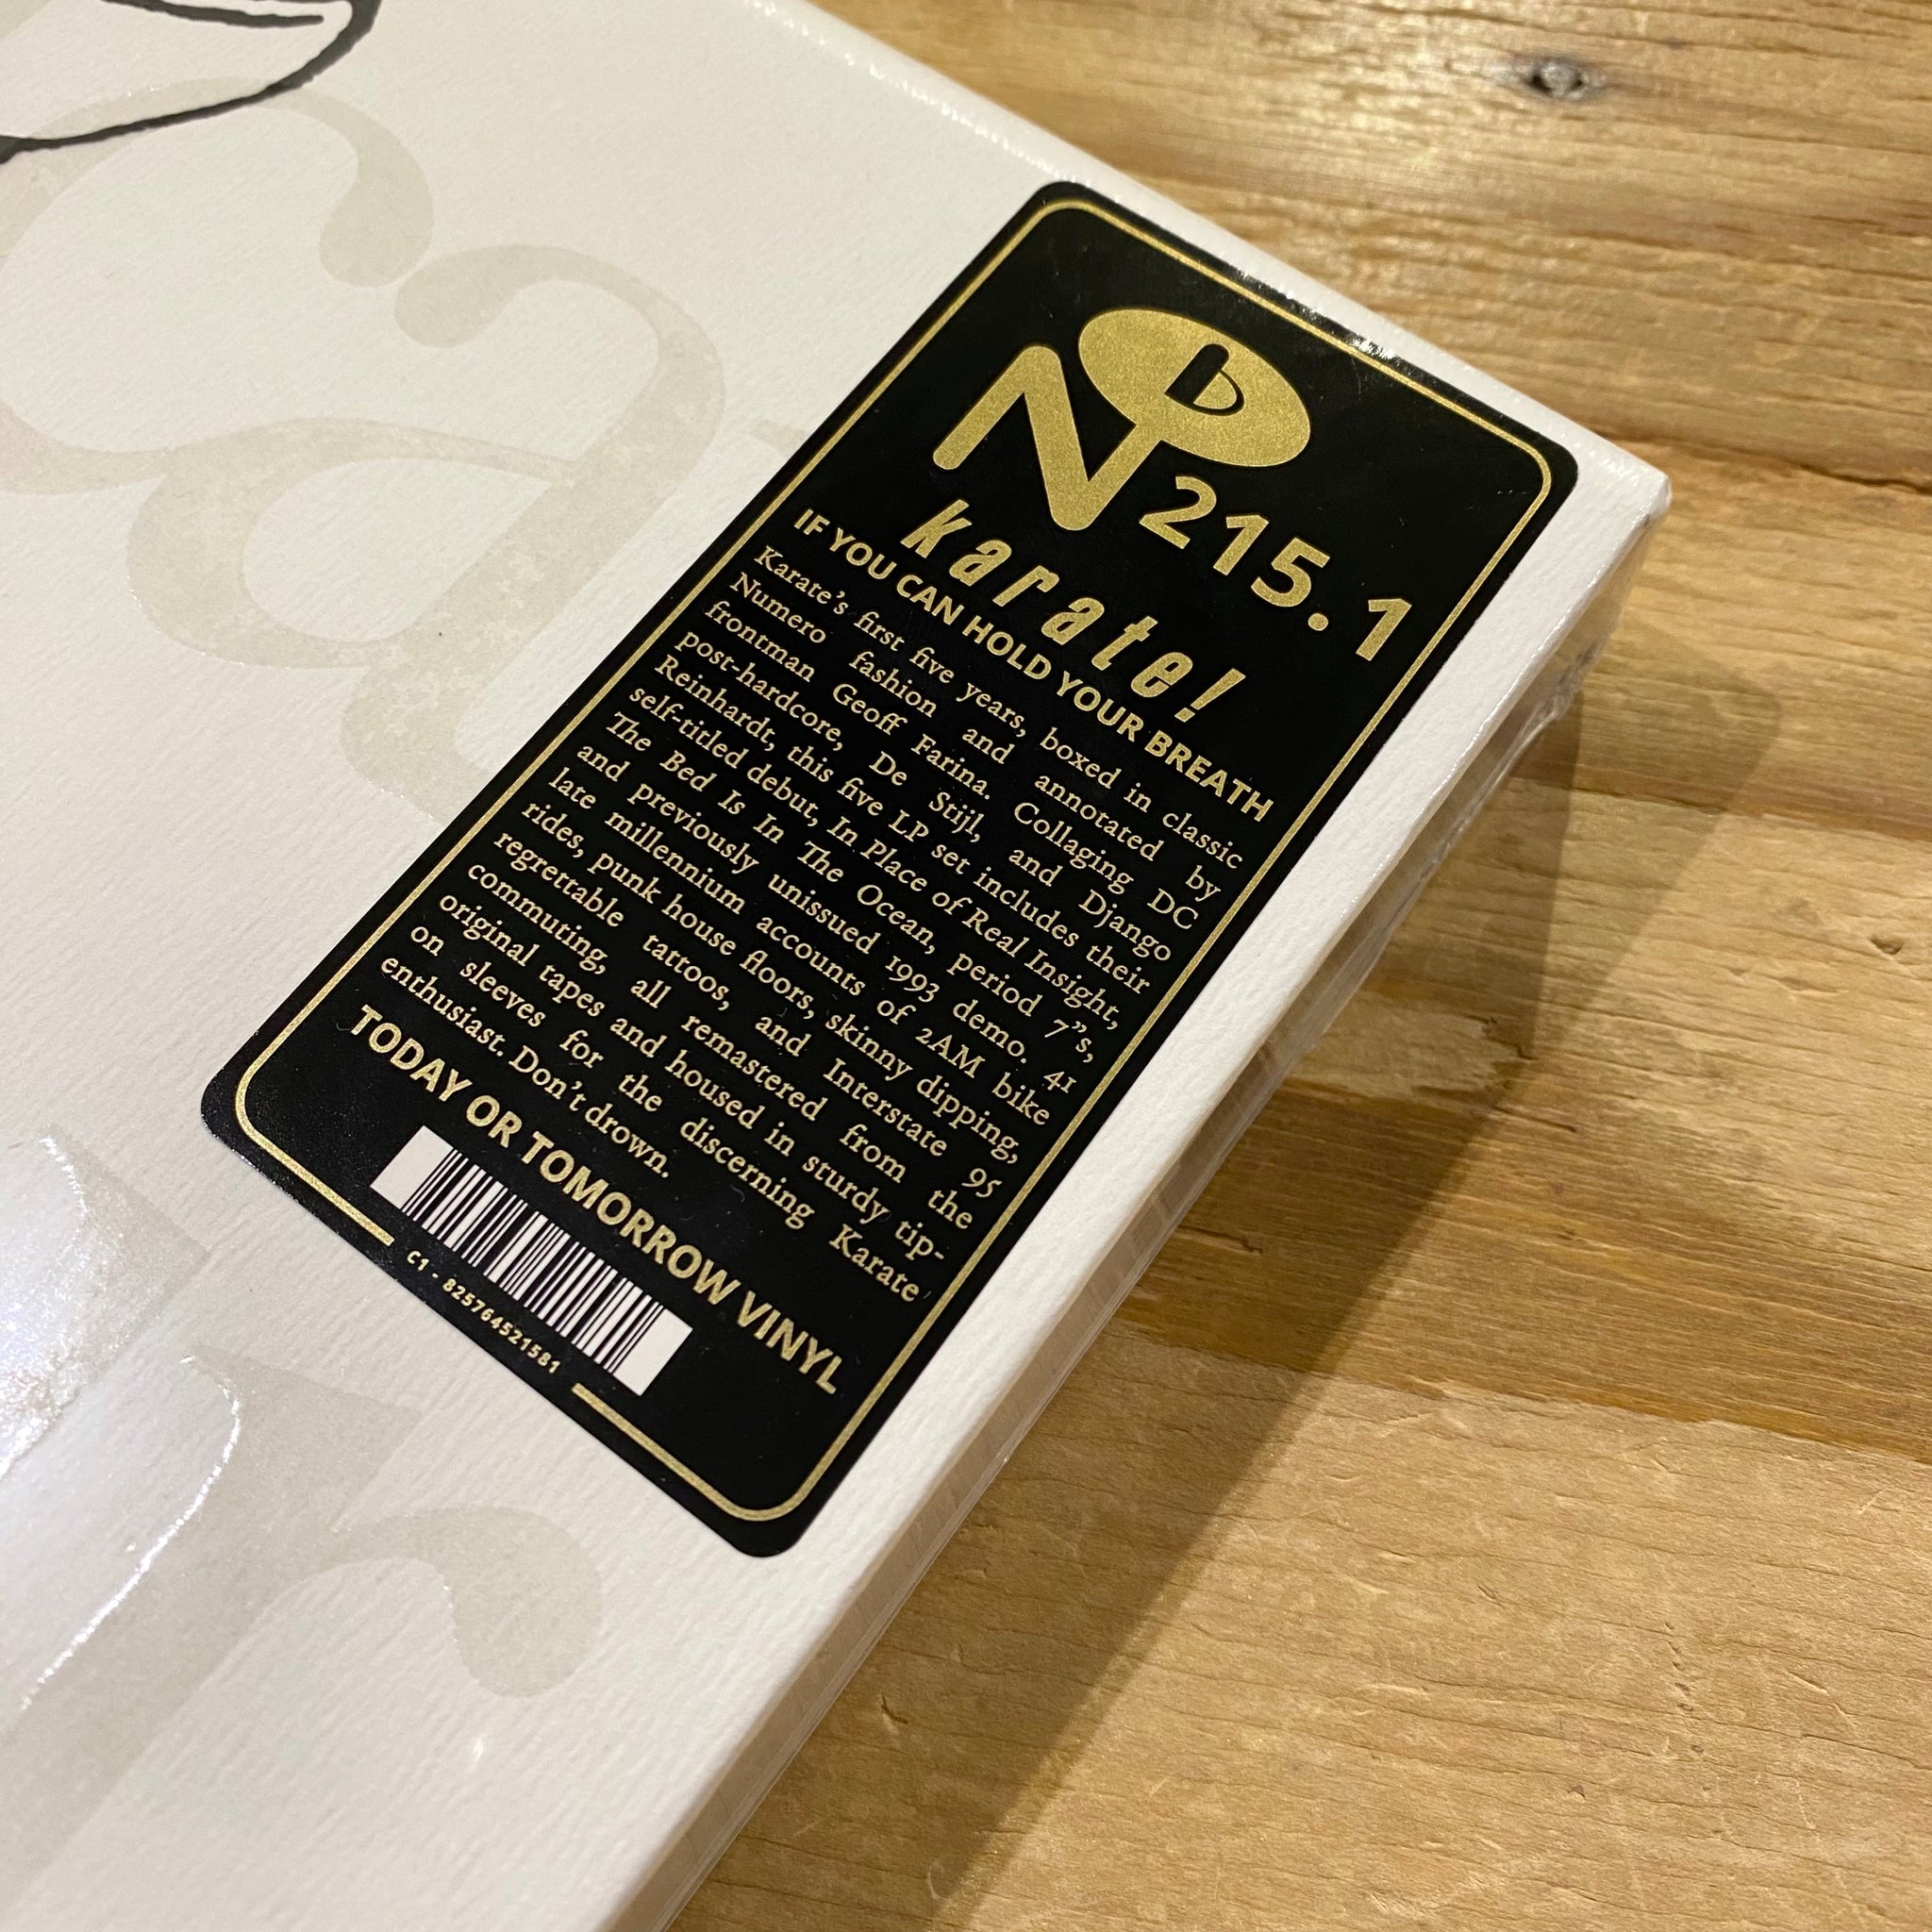 N b 215.1
karate!
IF YOU CAN HOLD YOUR BREATH
Karate's first five years, boxed in classic
Numero fashion and annotated by
frontman Geoff Farina. Collaging DC
post-hardcore, De Stijl, and Django
Reinhardt, this five LP set includes their
self-titled debut, In Place of Real Insight,
The Bed Is In The Ocean, period 7"s,
and previously unissued 1993 demo. 41
late millennium accounts of 2AM bike
rides, punk house floors, skinny dipping,
regrettable tattoos, and Interstate 95
commuting, all remastered from the
original tapes and housed in sturdy tip-
on sleeves for the discerning Karate
enthusiast. Don't drown.
TODAY OR TOMORROW VINYL
C1 - 825764521581